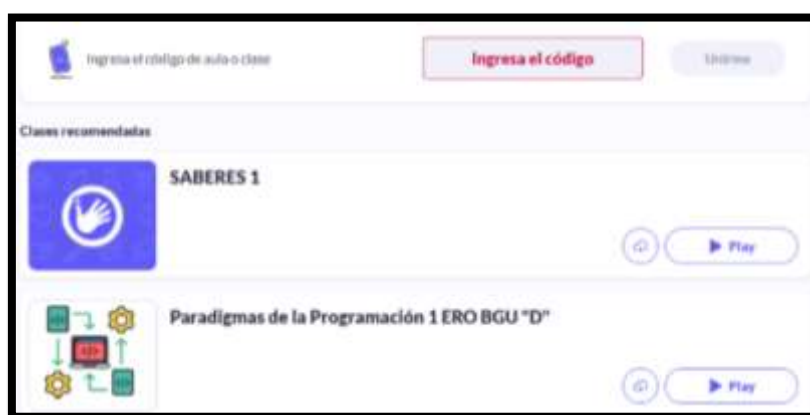 Ingresa el código de aula o clase
Ingresa el código
Unirme
Clases recomendadas
SABERES 1
Play
Paradigmas de la Programación 1 ERO BGU "D"
Play